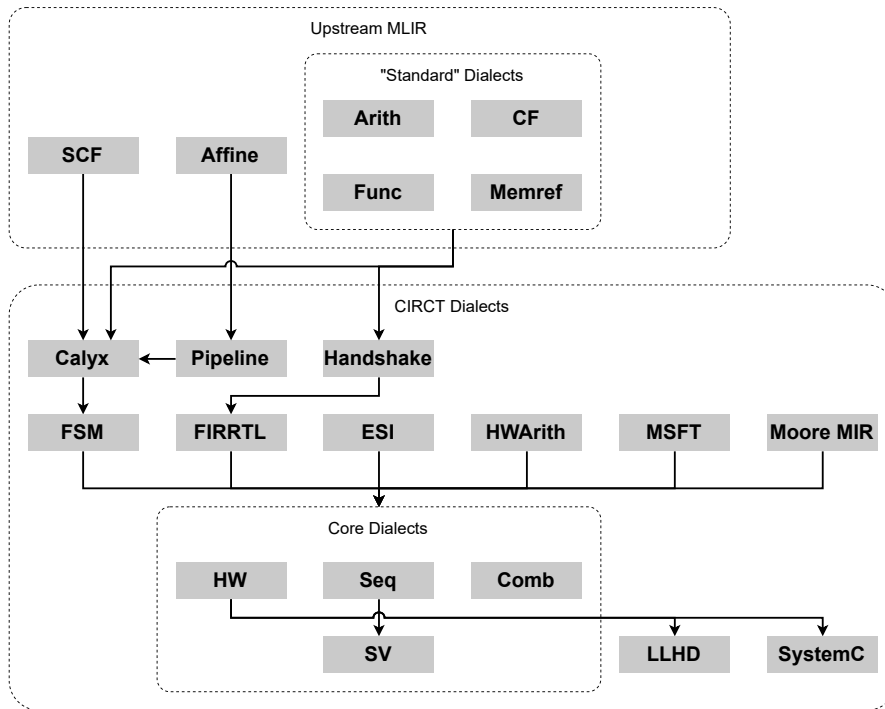 Upstream MLIR
"Standard" Dialects
Arith
CF
SCF
Affine
Func
Memref
CIRCT Dialects
Calyx
Pipeline
Handshake
FSM
FIRRTL
ESI
HWArith
MSFT
Moore MIR
Core Dialects
HW
Seq
Comb
SV
LLHD
SystemC